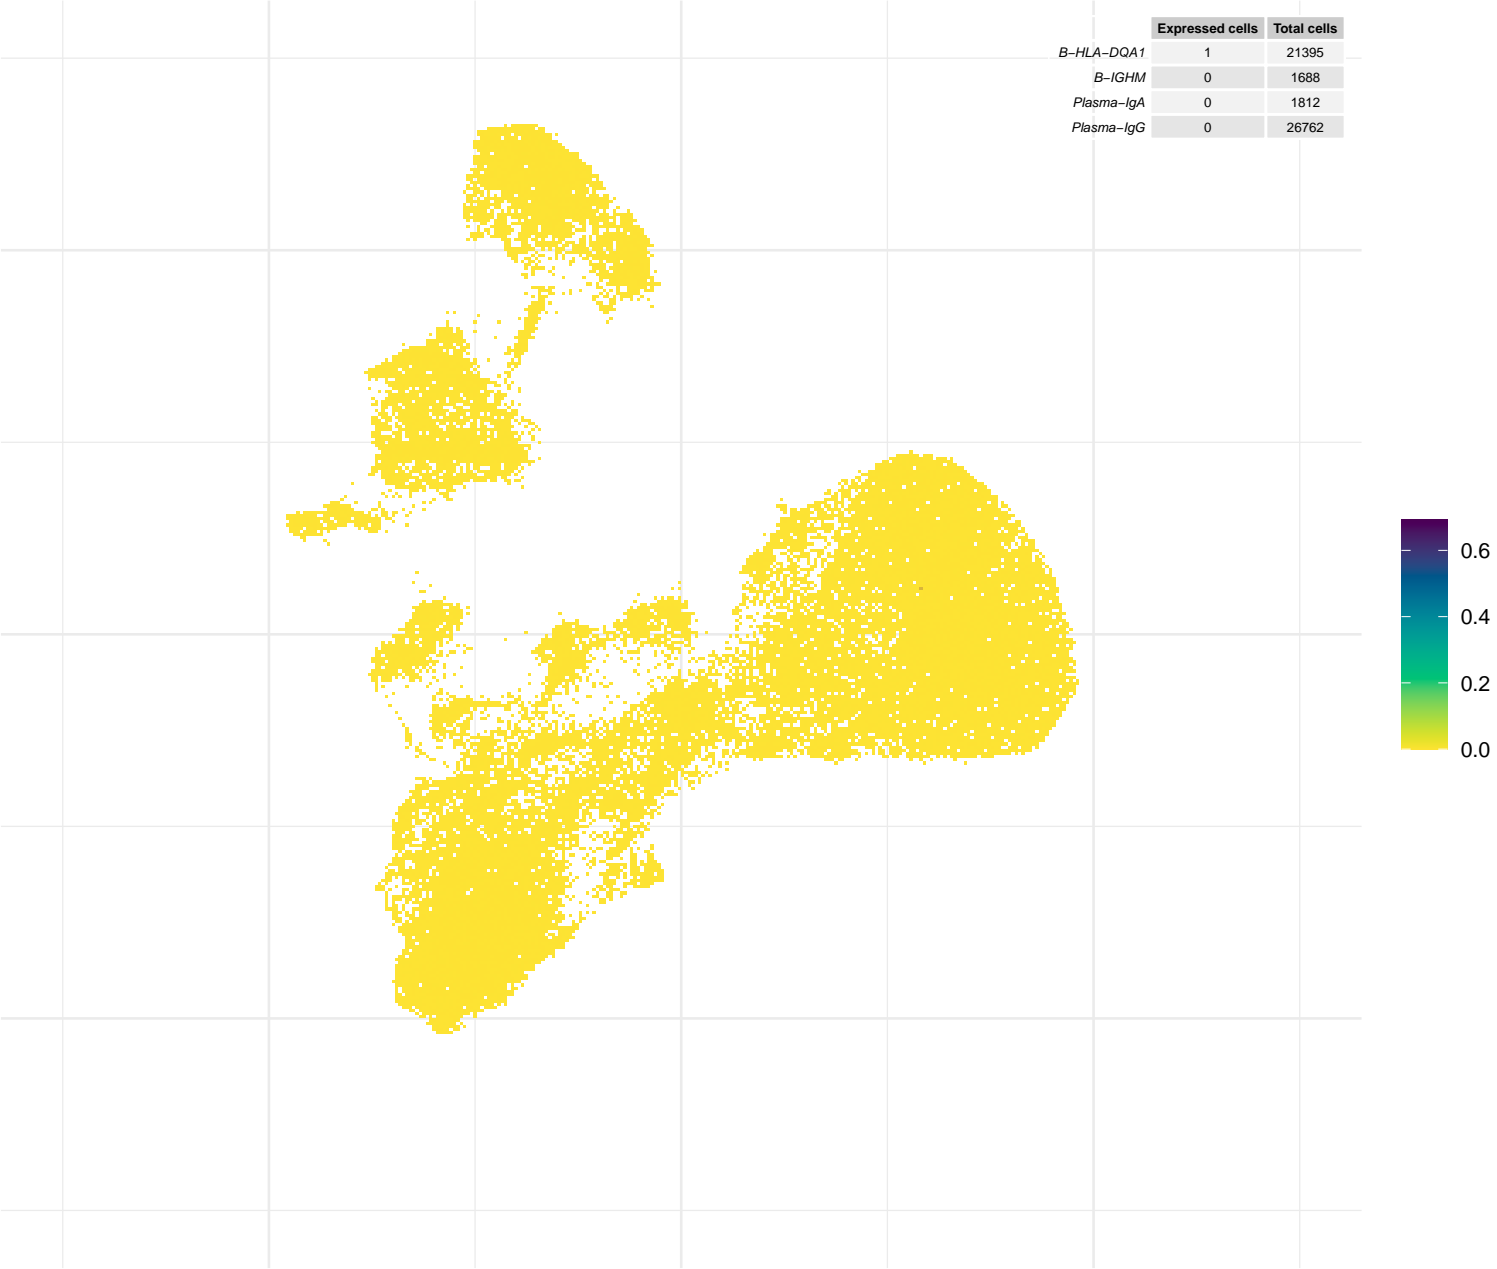 Expressed cells Total cells
B−HLA−DQA1 1 21395
B−IGHM 0 1688
Plasma−IgA 0 1812
Plasma−IgG 0 26762
0.6
0.4
0.2
0.0